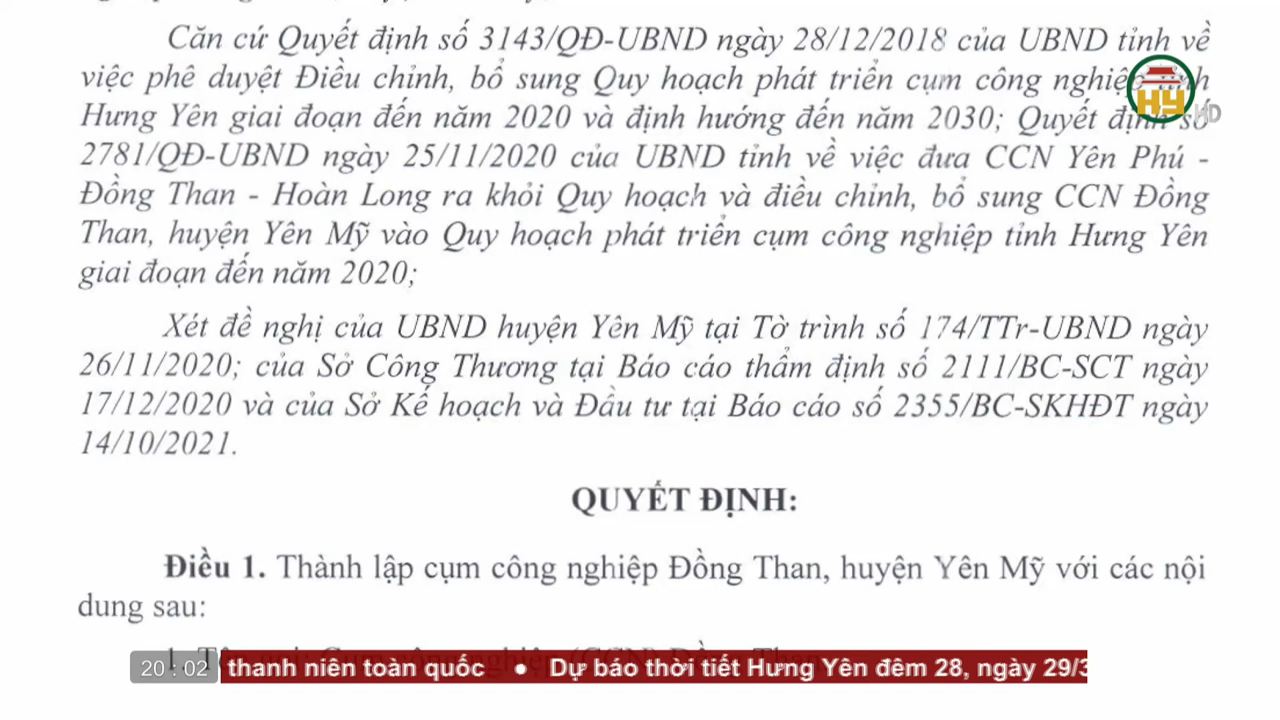 Căn cứ Quyết định số 3143/QĐ-UBND ngày 28/12/2018 của UBND tỉnh về
việc phê duyệt Điều chỉnh, bổ sung Quy hoạch phát triển cụm công nghiệp tỉnh
Hưng Yên giai đoạn đến năm 2020 và định hướng đến năm 2030; Quyết định số
2781/QĐ-UBND ngày 25/11/2020 của UBND tỉnh về việc đưa CCN Yên Phú -
Đồng Than - Hoàn Long ra khỏi Quy hoạch và điều chỉnh, bổ sung CCN Đồng
Than, huyện Yên Mỹ vào Quy hoạch phát triển cụm công nghiệp tỉnh Hưng Yên
giai đoạn đến năm 2020;
Xét đề nghị của UBND huyện Yên Mỹ tại Tờ trình số 174/TTr-UBND ngày
26/11/2020; của Sở Công Thương tại Báo cáo thẩm định số 2111/BC-SCT ngày
17/12/2020 và của Sở Kế hoạch và Đầu tư tại Báo cáo số 2355/BC-SKHĐT ngày
14/10/2021.
QUYẾT ĐỊNH:
Điều 1. Thành lập cụm công nghiệp Đồng Than, huyện Yên Mỹ với các nội
dung sau:
20:02 thanh niên toàn quốc • Dự báo thời tiết Hưng Yên đêm 28, ngày 29/3
HY HD